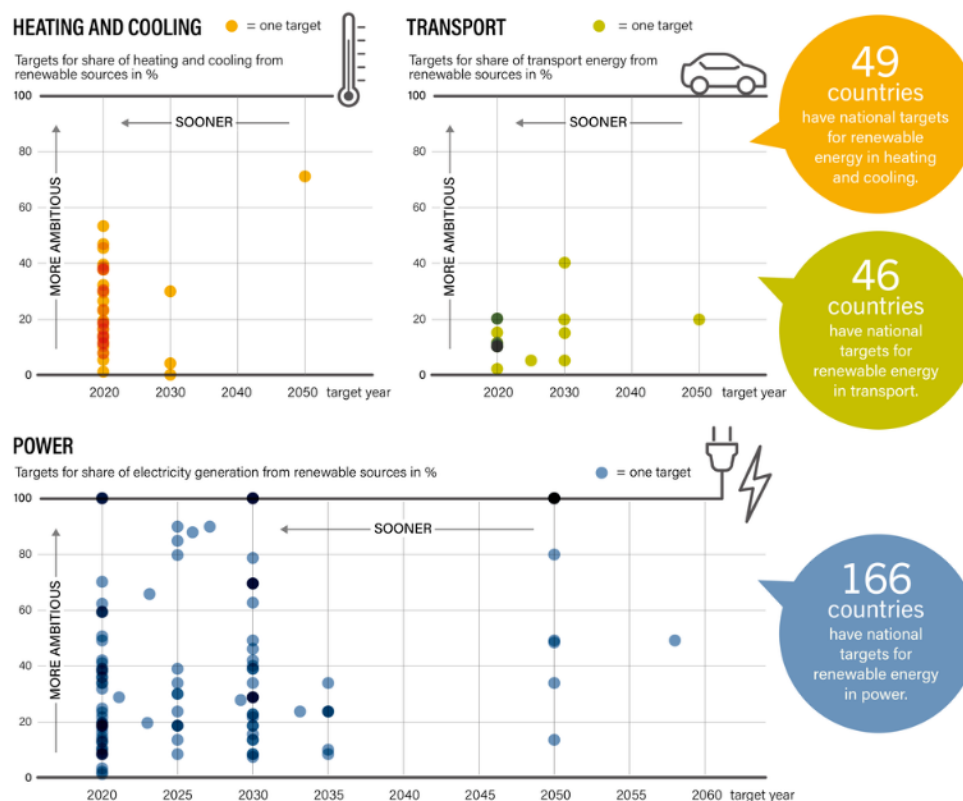 HEATING AND COOLING
= one target
Targets for share of heating and cooling from
renewable sources in %
100
80
60
40
20
0
MORE AMBITIOUS
SOONER
2020 2030 2040 2050 target year
TRANSPORT
= one target
Targets for share of transport energy from
renewable sources in %
100
80
60
40
20
0
MORE AMBITIOUS
SOONER
2020 2030 2040 2050 target year
49
countries
have national targets
for renewable
energy in heating
and cooling.
46
countries
have national
targets for
renewable energy
in transport.
POWER
Targets for share of electricity generation from renewable sources in %
= one target
100
80
60
40
20
0
MORE AMBITIOUS
SOONER
2020 2025 2030 2035 2040 2045 2050 2055 2060 target year
166
countries
have national
targets for
renewable energy
in power.